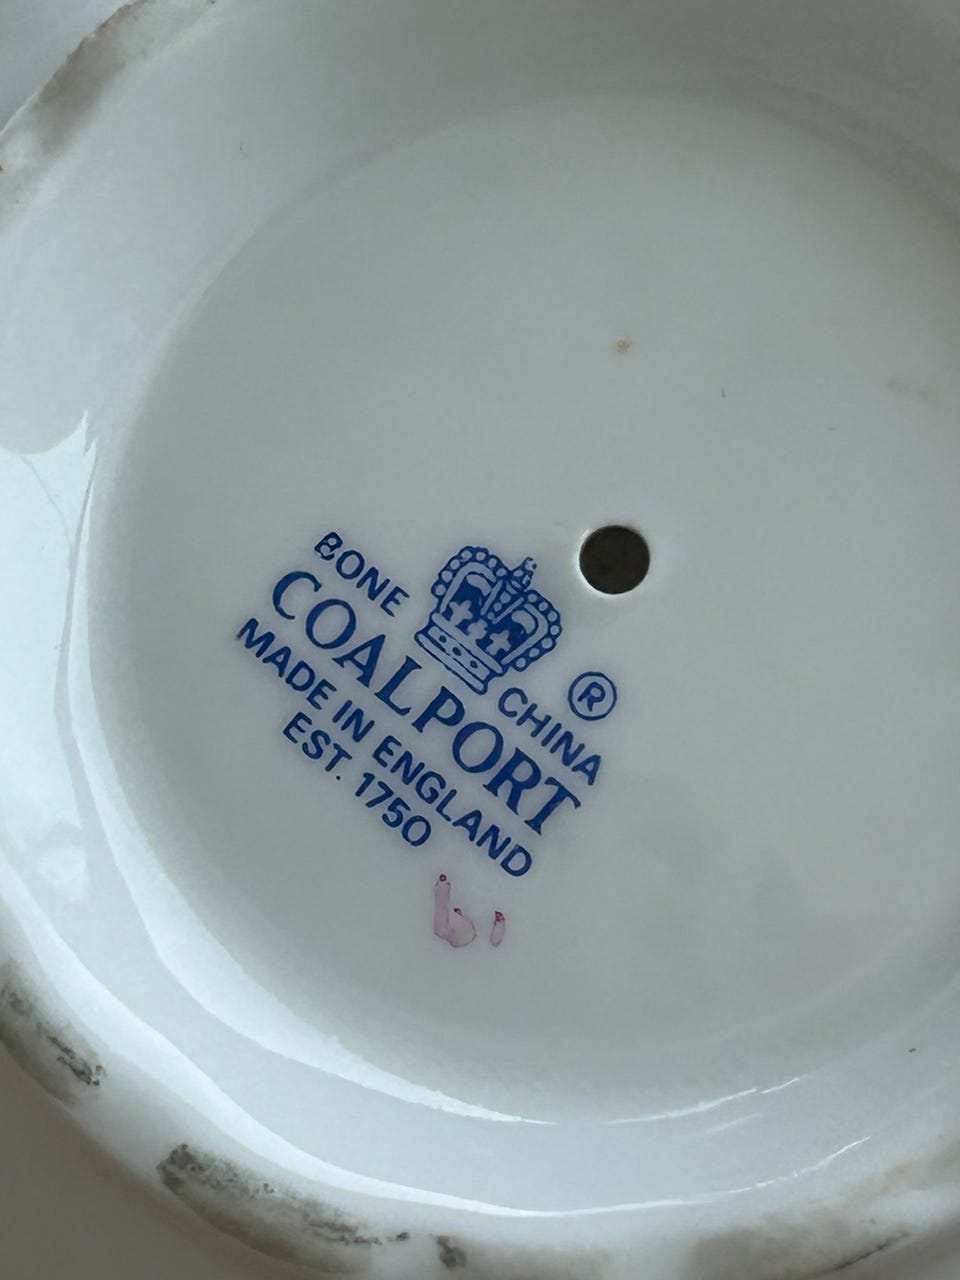 BONE CHINA ®
COALPORT
MADE IN ENGLAND
EST. 1750